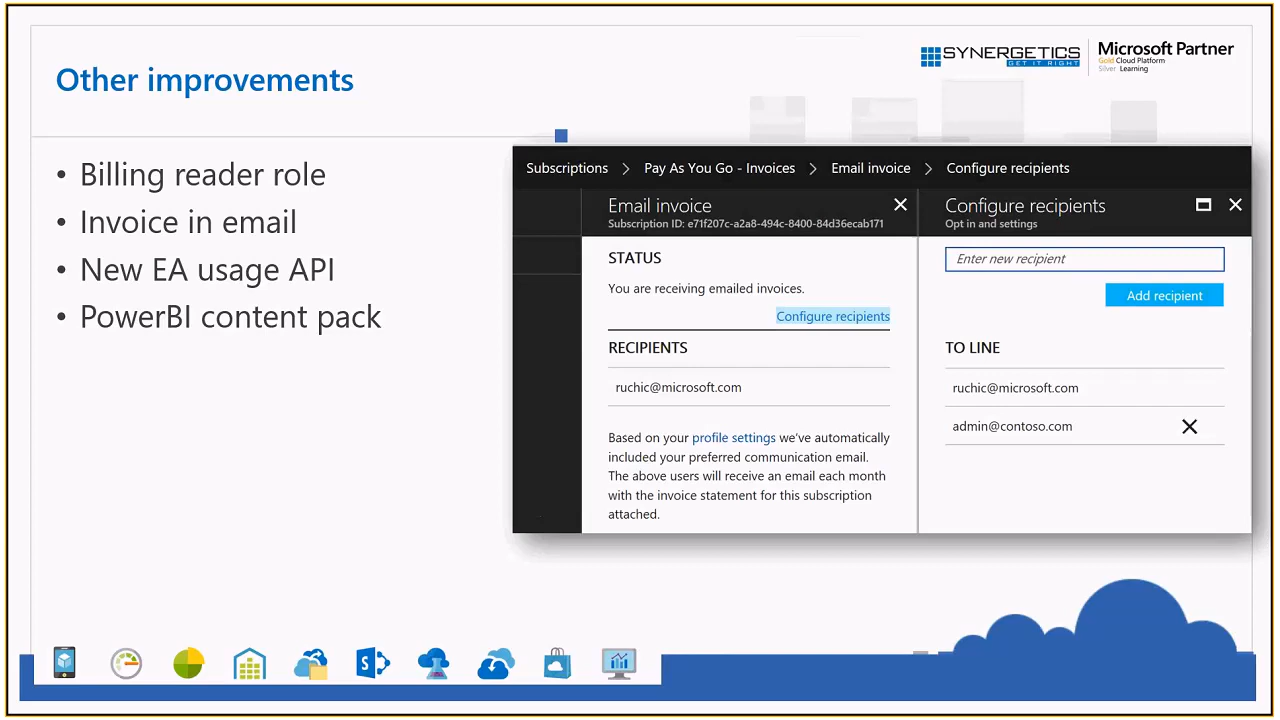 Other improvements
SYNERGETICS
GET IT RIGHT
Microsoft Partner
Gold Cloud Platform
Silver Learning
• Billing reader role
• Invoice in email
• New EA usage API
• PowerBI content pack
Subscriptions > Pay As You Go - Invoices > Email invoice > Configure recipients
Email invoice
Subscription ID: e71f207c-a2a8-494c-8400-84d36ecab171
STATUS
You are receiving emailed invoices.
Configure recipients
RECIPIENTS
ruchic@microsoft.com
Based on your profile settings we've automatically
included your preferred communication email.
The above users will receive an email each month
with the invoice statement for this subscription
attached.
Configure recipients
Opt in and settings
Enter new recipient
Add recipient
TO LINE
ruchic@microsoft.com
admin@contoso.com